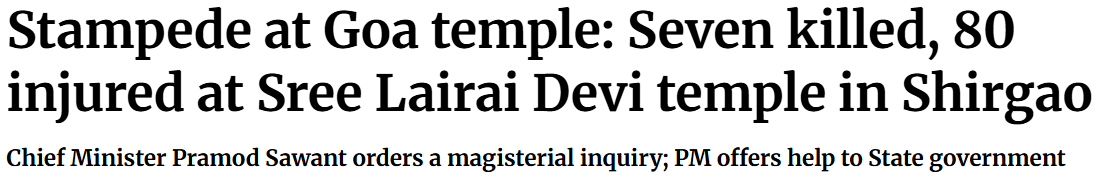 Stampede at Goa temple: Seven killed, 80
injured at Sree Lairai Devi temple in Shirgao
Chief Minister Pramod Sawant orders a magisterial inquiry; PM offers help to State government